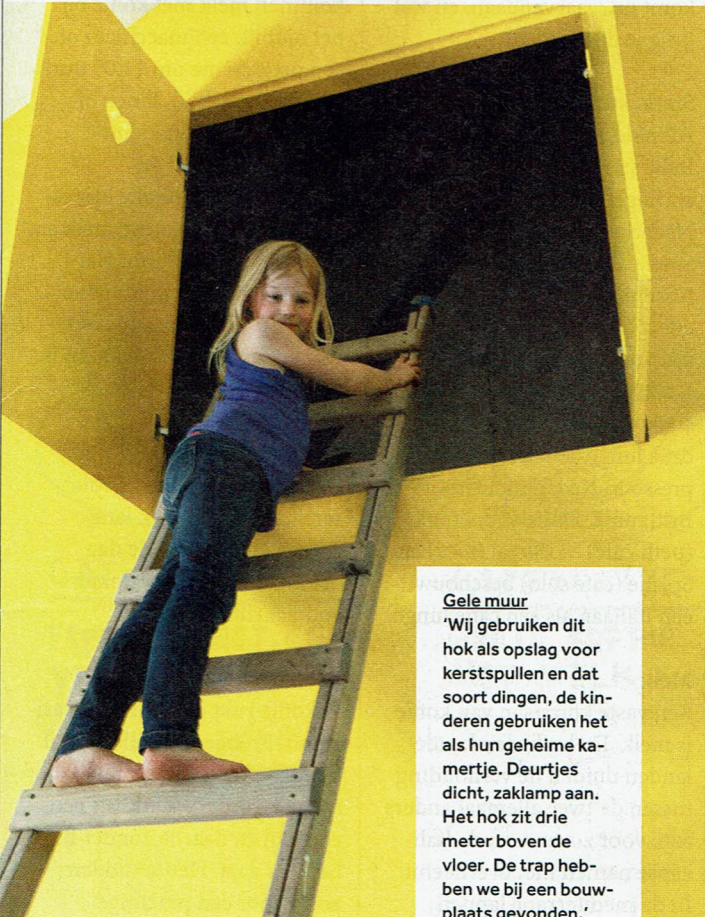 Gele muur
‘Wij gebruiken dit
hok als opslag voor
kerstspullen en dat
soort dingen, de kin-
deren gebruiken het
als hun geheime ka-
mertje. Deurtjes
dicht, zaklamp aan.
Het hok zit drie
meter boven de
vloer. De trap heb-
ben we bij een bouw-
plaats gevonden.’